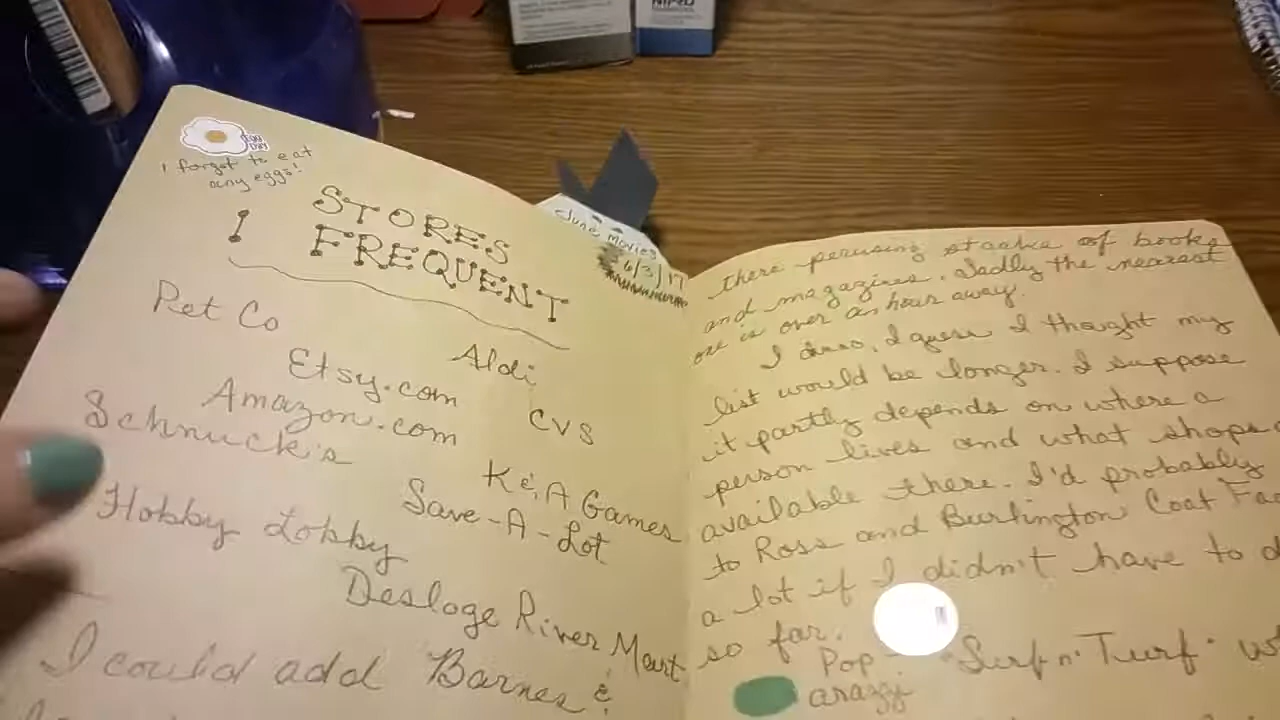 EGG DAY
I forgot to eat
any eggs!
STORES
I FREQUENT
June movies
6/3/17
Pet Co
Aldi
Etsy.com
Amazon.com
CVS
Schnuck's
K & A Games
Save-A-Lot
Hobby Lobby
Desloge River Mart
I could add Barnes &
there perusing stacks of books
and magazines. Sadly the nearest
one is over an hour away.
I dnno, I guess I thought my
list would be longer. I suppose
it partly depends on where a
person lives and what shops
available there. I'd probably
to Ross and Burlington Coat Fa
a lot if I didn't have to d
so far.
Pop-
arazzi
"Surf n' Turf"